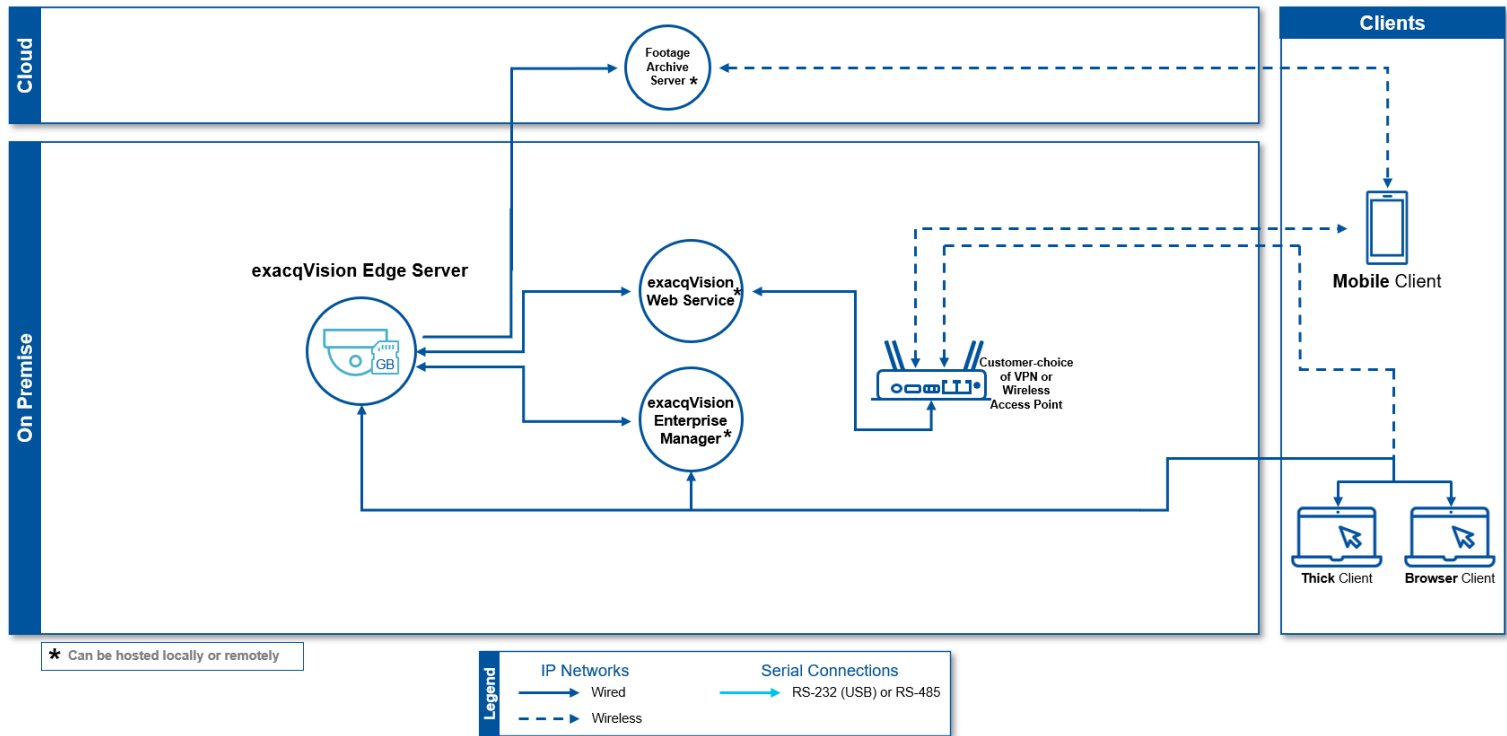 Cloud
Footage
Archive
Server *
Clients
On Premise
exacqVision Edge Server
GB
exacqVision
Web Service*
exacqVision
Enterprise
Manager*
Customer-choice
of VPN or
Wireless
Access Point
Mobile Client
Thick Client
Browser Client
* Can be hosted locally or remotely
Legend
IP Networks
Wired
Wireless
Serial Connections
RS-232 (USB) or RS-485